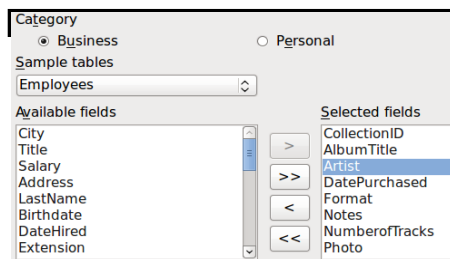 Category
Business
Personal
Sample tables
Employees
Available fields
City
Title
Salary
Address
LastName
Birthdate
DateHired
Extension
>
>>
<
<<
Selected fields
CollectionID
AlbumTitle
Artist
DatePurchased
Format
Notes
NumberofTracks
Photo